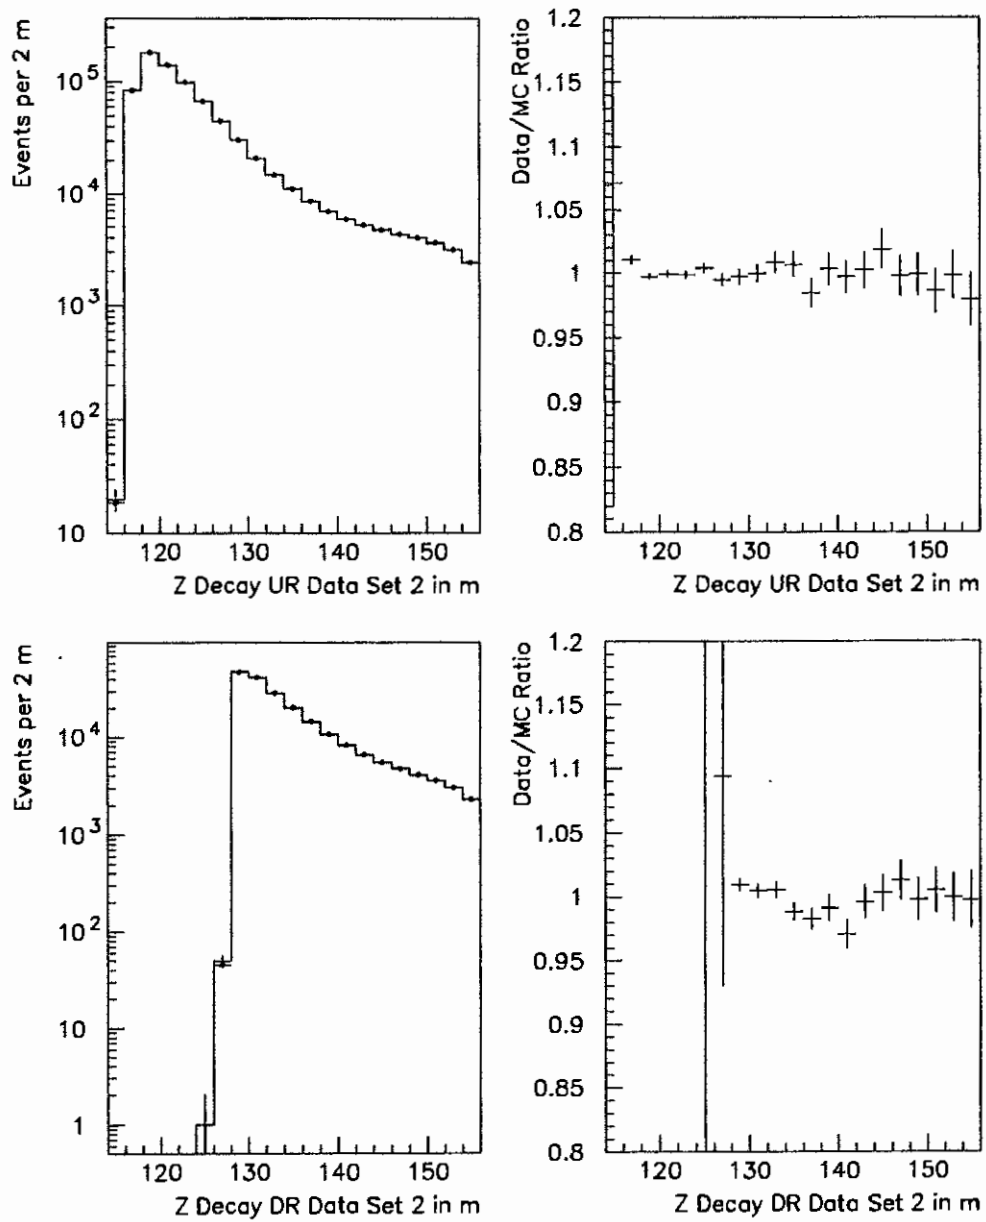 Events per 2 m
10^5
10^4
10^3
10^2
10
120 130 140 150
Z Decay UR Data Set 2 in m
Data/MC Ratio
1.2
1.15
1.1
1.05
1
0.95
0.9
0.85
0.8
120 130 140 150
Z Decay UR Data Set 2 in m
Events per 2 m
10^4
10^3
10^2
10
1
120 130 140 150
Z Decay DR Data Set 2 in m
Data/MC Ratio
1.2
1.15
1.1
1.05
1
0.95
0.9
0.85
0.8
120 130 140 150
Z Decay DR Data Set 2 in m